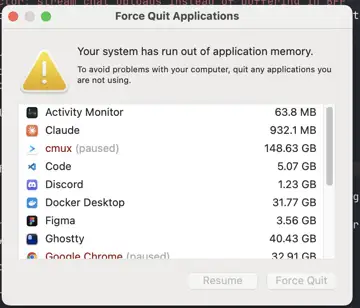 Force Quit Applications
Your system has run out of application memory.
To avoid problems with your computer, quit any applications you
are not using.
Activity Monitor 63.8 MB
Claude 932.1 MB
cmux (paused) 148.63 GB
Code 5.07 GB
Discord 1.23 GB
Docker Desktop 31.77 GB
Figma 3.56 GB
Ghostty 40.43 GB
Google Chrome (paused) 32.91 GB
Resume Force Quit